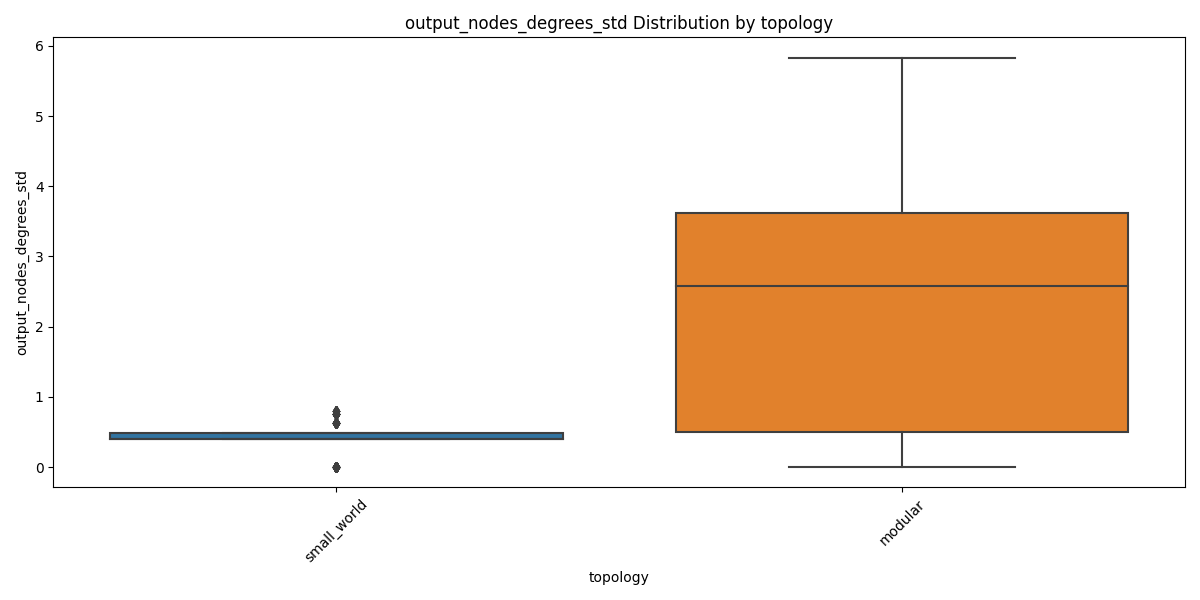 output_nodes_degrees_std Distribution by topology
output_nodes_degrees_std
6
5
4
3
2
1
0
small_world
modular
topology